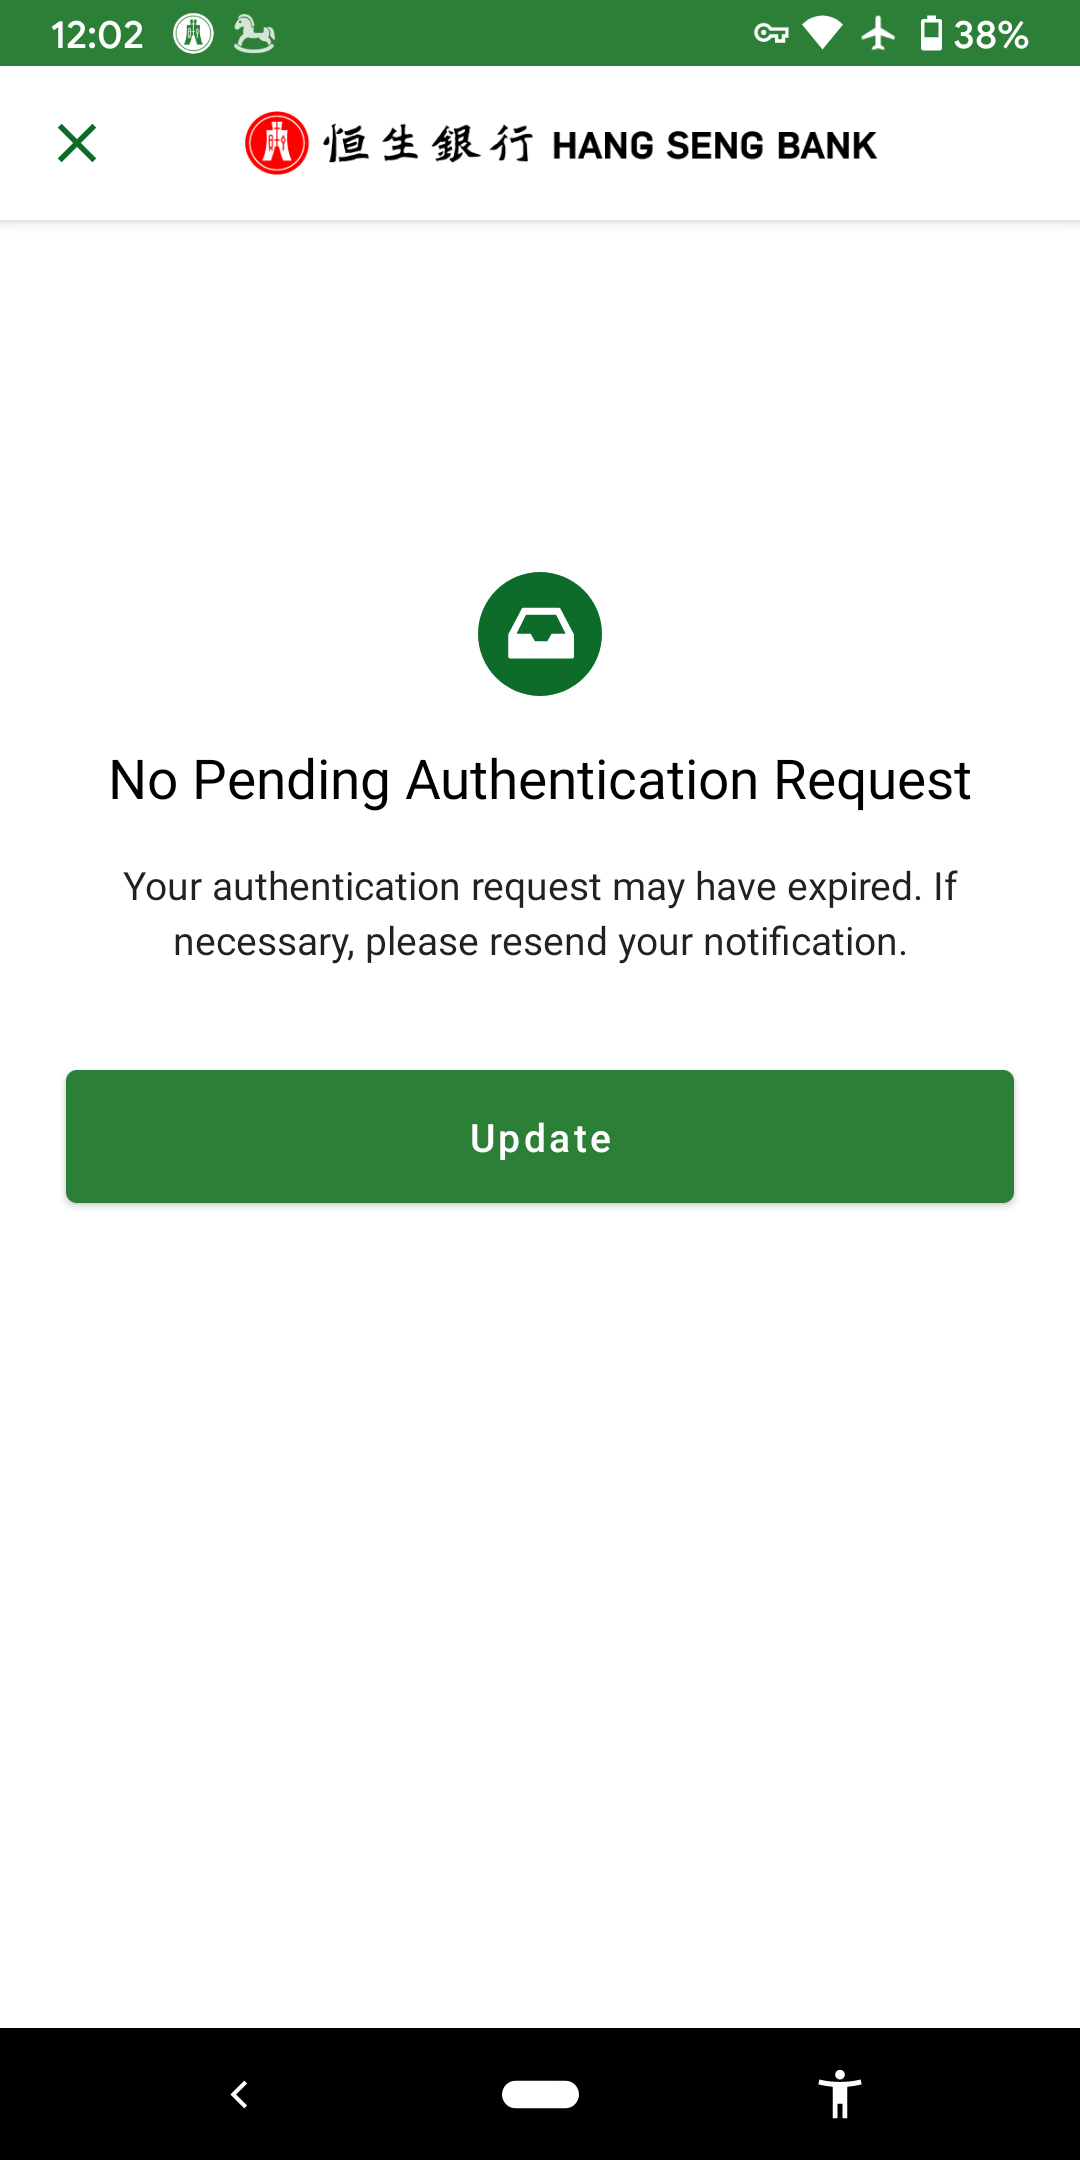 12:02
38%
恒生銀行 HANG SENG BANK
No Pending Authentication Request
Your authentication request may have expired. If
necessary, please resend your notification.
Update